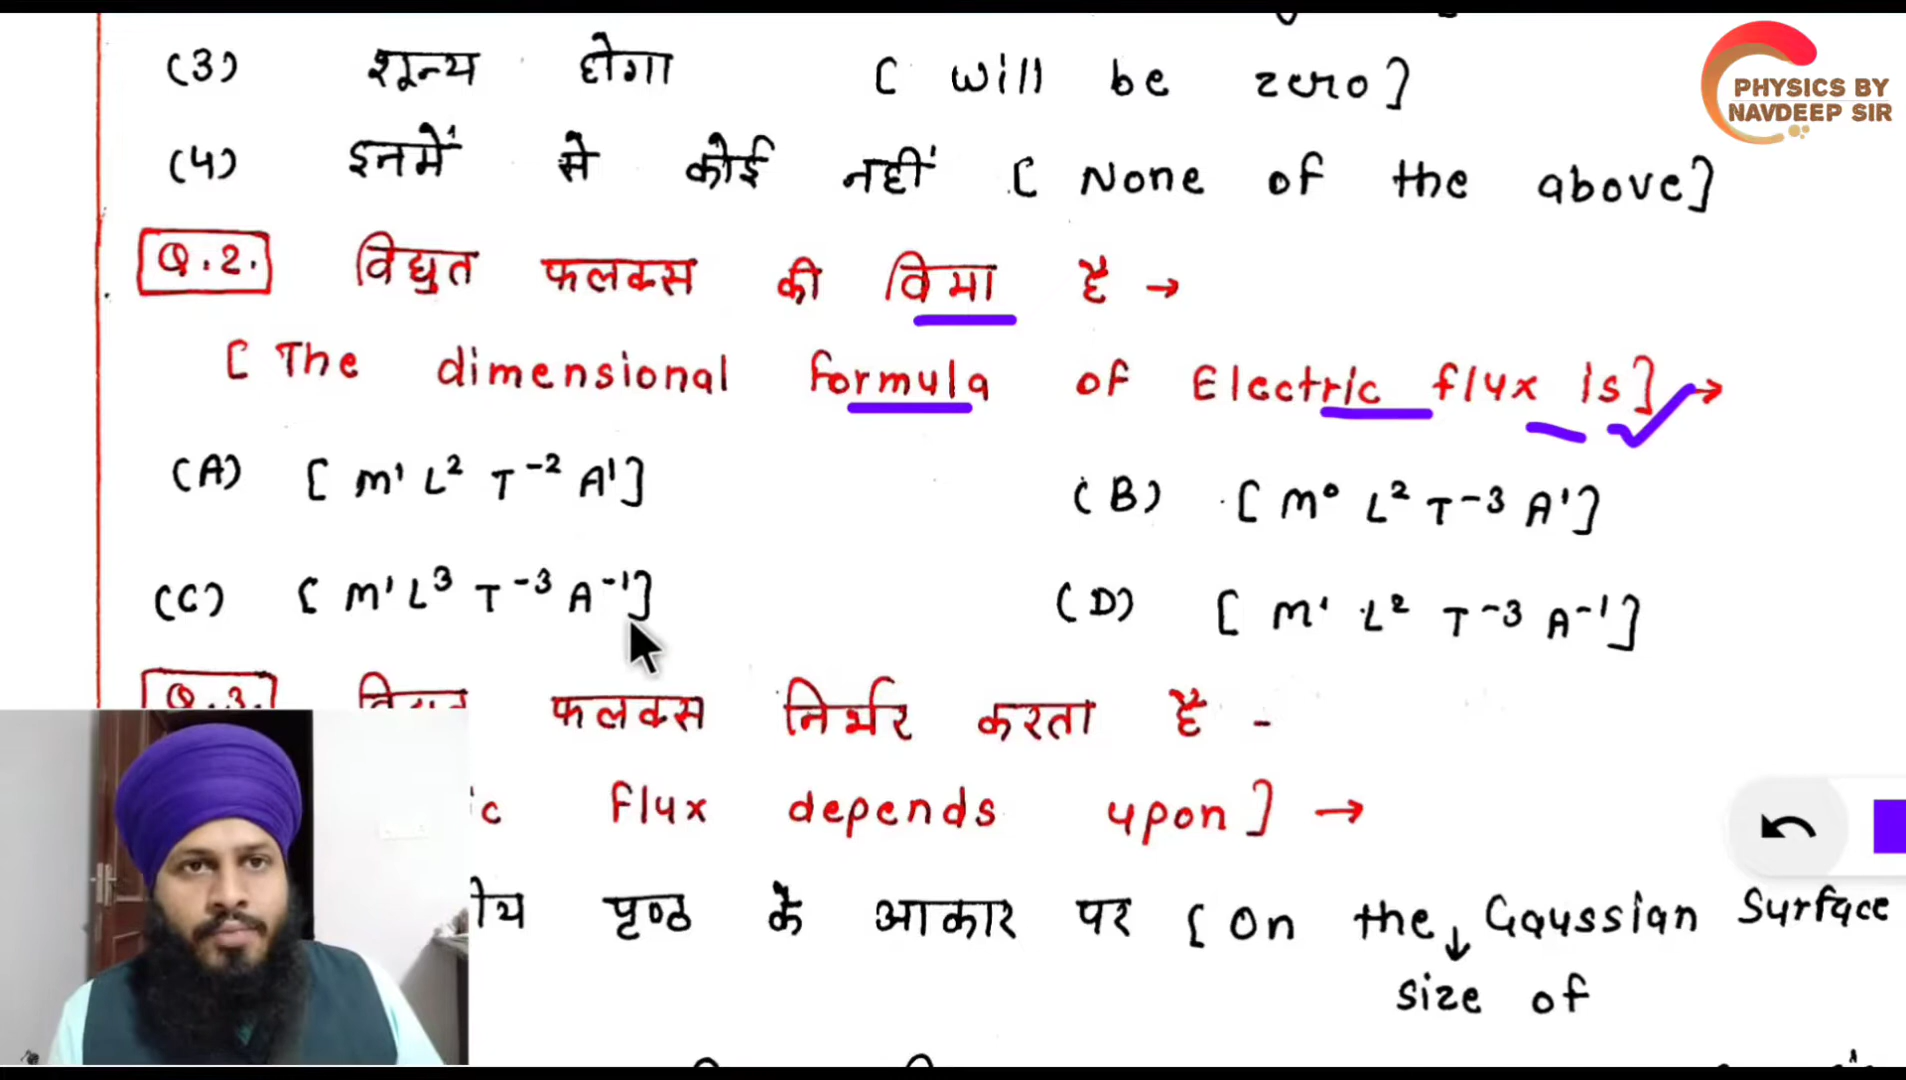 (3) शून्य होगा [ will be zero]
PHYSICS BY
NAVDEEP SIR
(4) इनमें से कोई नहीं [ None of the above]
Q.2. विद्युत फलक्स की विमा है →
[ The dimensional formula of Electric flux is] →
(A) [ M¹ L² T⁻² A¹]
(B) [ M⁰ L² T⁻³ A¹]
(C) [ M¹ L³ T⁻³ A⁻¹]
(D) [ M¹ L² T⁻³ A⁻¹]
Q.3. फलक्स निर्भर करता है -
flux depends upon] →
पृष्ठ के आकार पर [ On the ↓ Gaussian Surface
size of